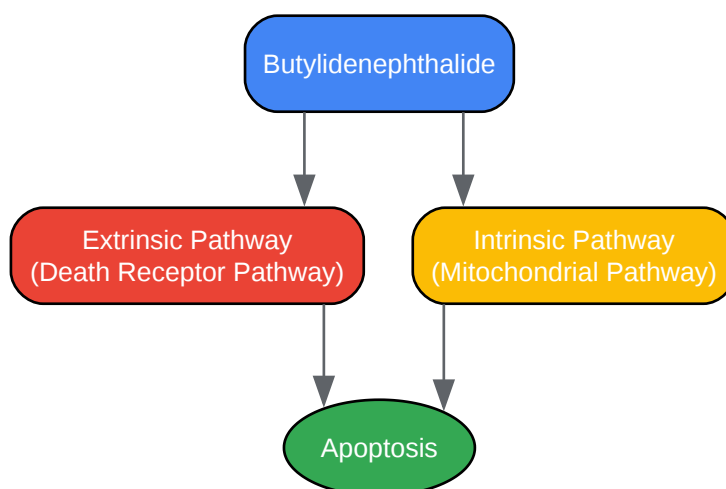 Butylidenephthalide
Extrinsic Pathway
(Death Receptor Pathway)
Intrinsic Pathway
(Mitochondrial Pathway)
Apoptosis